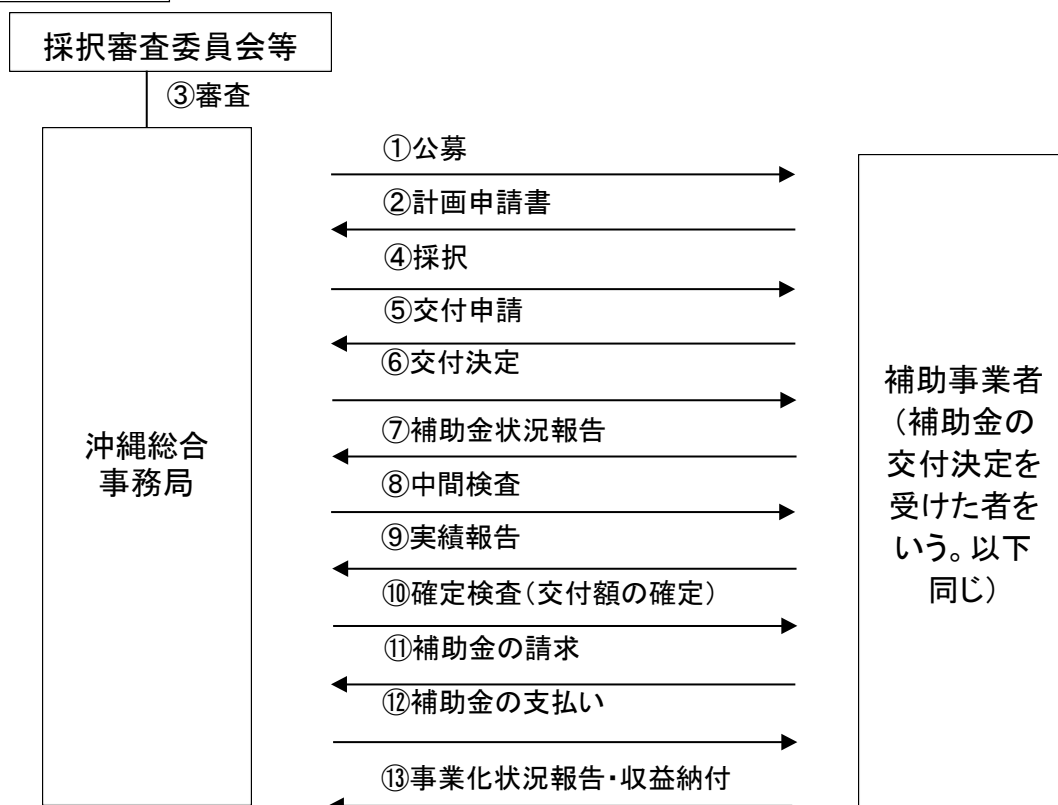 採択審査委員会等
③審査
①公募
②計画申請書
④採択
⑤交付申請
⑥交付決定
⑦補助金状況報告
⑧中間検査
⑨実績報告
⑩確定検査（交付額の確定）
⑪補助金の請求
⑫補助金の支払い
⑬事業化状況報告・収益納付
沖縄総合
事務局
補助事業者
（補助金の
交付決定を
受けた者を
いう。以下
同じ）